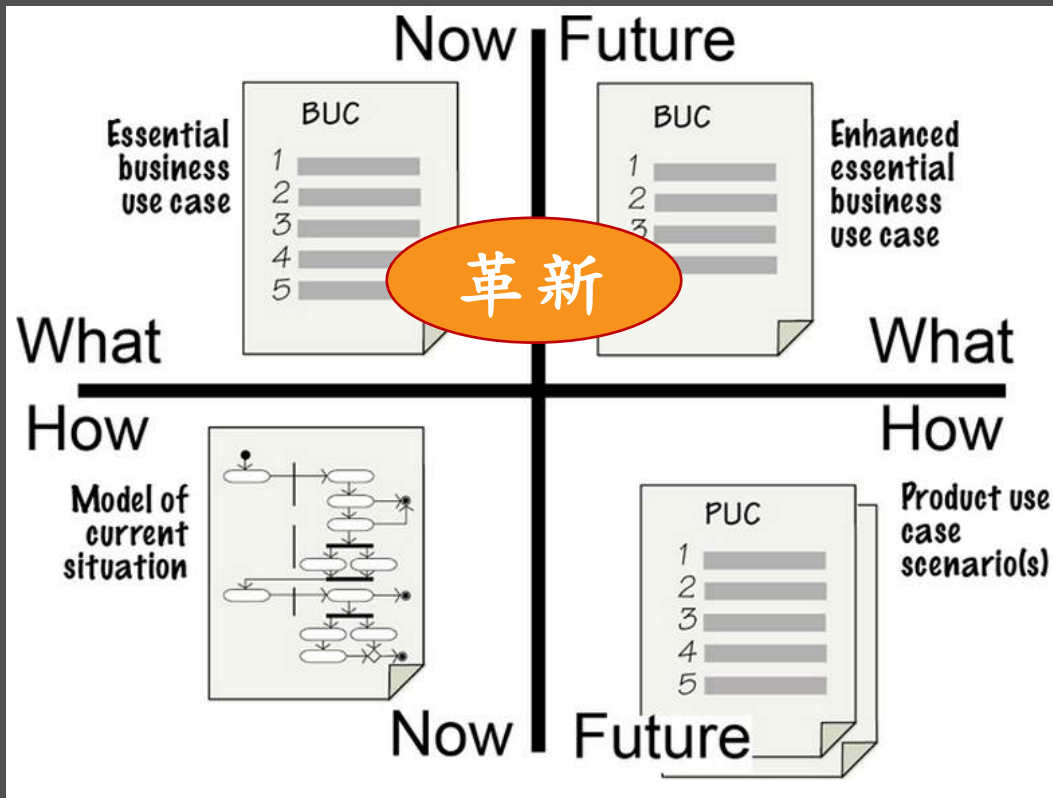 Now
Future
Essential
business
use case
BUC
1
2
3
4
5
BUC
1
2
3
Enhanced
essential
business
use case
革新
What
What
How
How
Model of
current
situation
PUC
1
2
3
4
5
Product use
case
scenario(s)
Now
Future